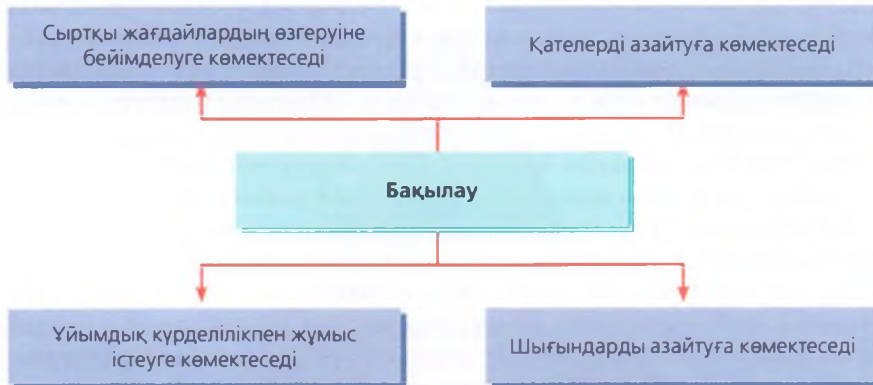 Сыртқы жағдайлардың өзгеруіне
бейімделуге көмектеседі
Қателерді азайтуға көмектеседі
Бақылау
Ұйымдық күрделілікпен жұмыс
істеуге көмектеседі
Шығындарды азайтуға көмектеседі